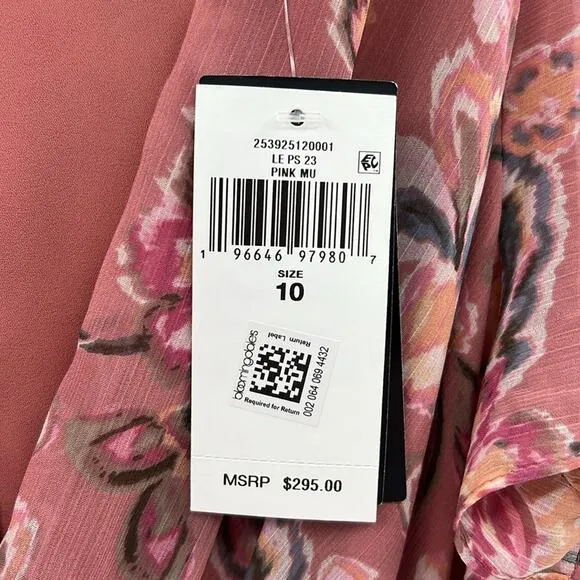 253925120001
LE PS 23
PINK MU
1 96646 97980 7
SIZE
10
Return Label
bloomingdales
002 064 069 4432
Required for Return
MSRP $295.00